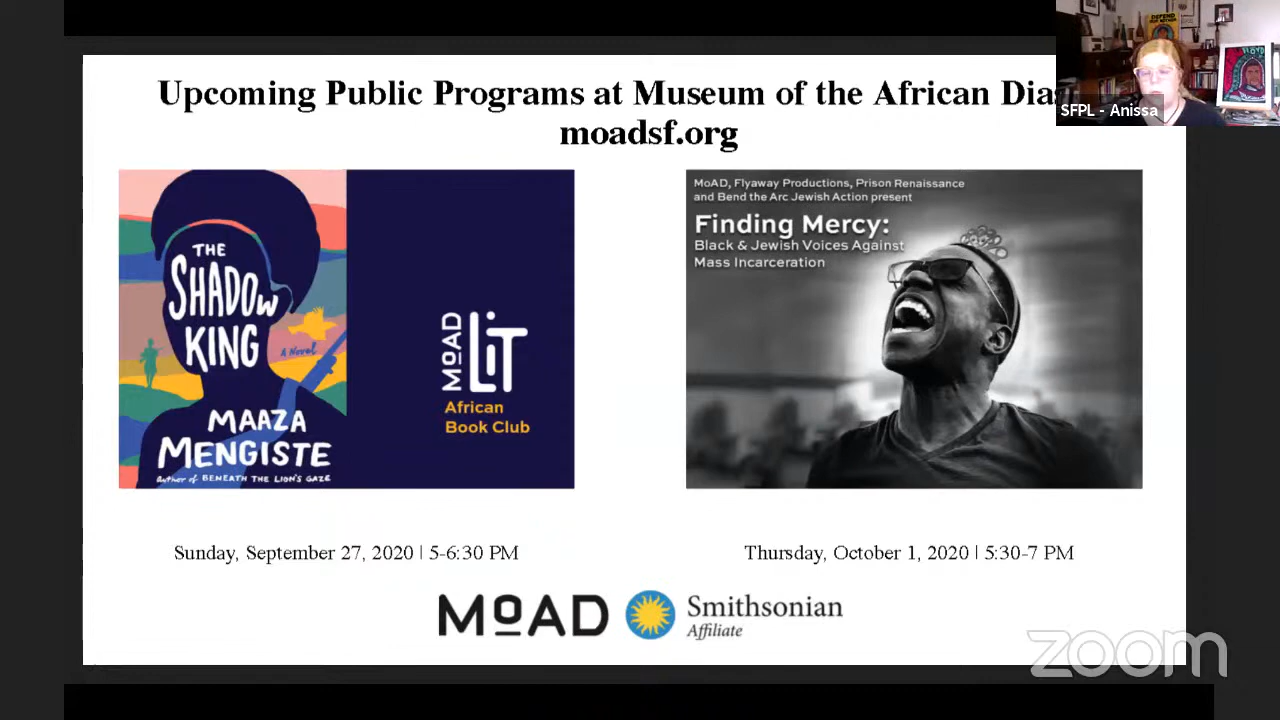 Upcoming Public Programs at Museum of the African Dias
moadsf.org
DEFEND
SFPL - Anissa
THE
SHADOW
KING
A Novel
MAAZA
MENGISTE
author of BENEATH THE LION'S GAZE
MOAD
LIT
African
Book Club
MoAD, Flyaway Productions, Prison Renaissance
and Bend the Arc Jewish Action present
Finding Mercy:
Black & Jewish Voices Against
Mass Incarceration
Sunday, September 27, 2020 | 5-6:30 PM
Thursday, October 1, 2020 | 5:30-7 PM
MOAD
Smithsonian
Affiliate
zoom